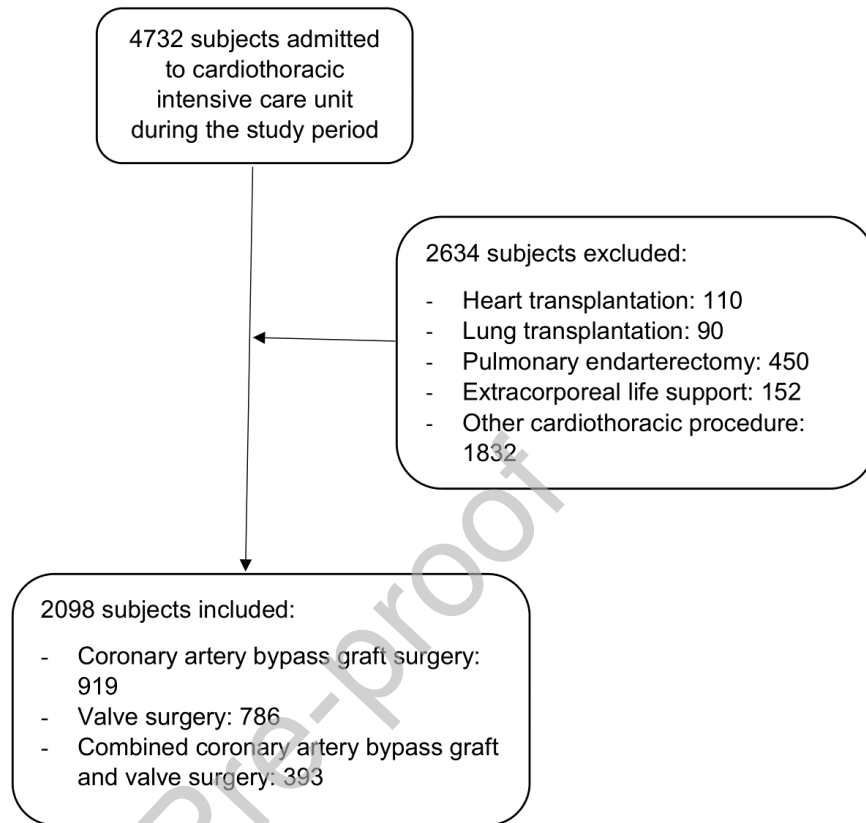 4732 subjects admitted
to cardiothoracic
intensive care unit
during the study period
2634 subjects excluded:
- Heart transplantation: 110
- Lung transplantation: 90
- Pulmonary endarterectomy: 450
- Extracorporeal life support: 152
- Other cardiothoracic procedure:
1832
2098 subjects included:
- Coronary artery bypass graft surgery:
919
- Valve surgery: 786
- Combined coronary artery bypass graft
and valve surgery: 393
Pre-proof